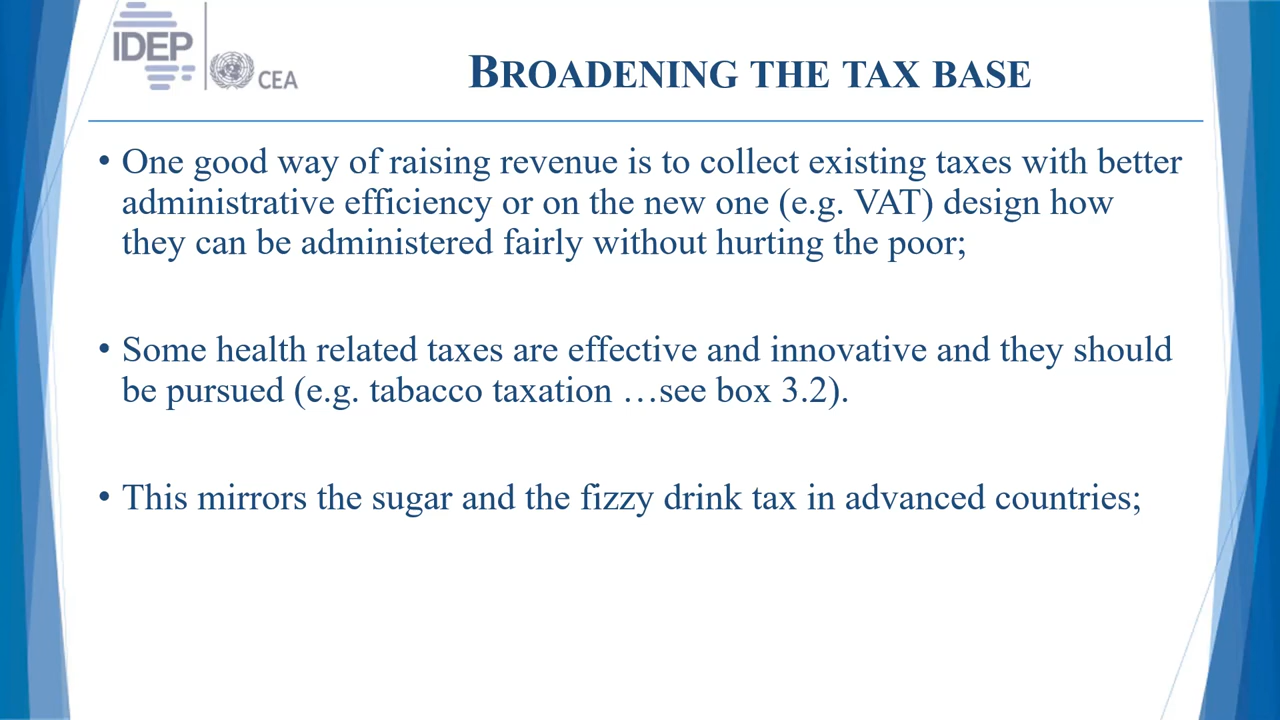 IDEP
CEA
BROADENING THE TAX BASE
• One good way of raising revenue is to collect existing taxes with better
administrative efficiency or on the new one (e.g. VAT) design how
they can be administered fairly without hurting the poor;
• Some health related taxes are effective and innovative and they should
be pursued (e.g. tabacco taxation …see box 3.2).
• This mirrors the sugar and the fizzy drink tax in advanced countries;